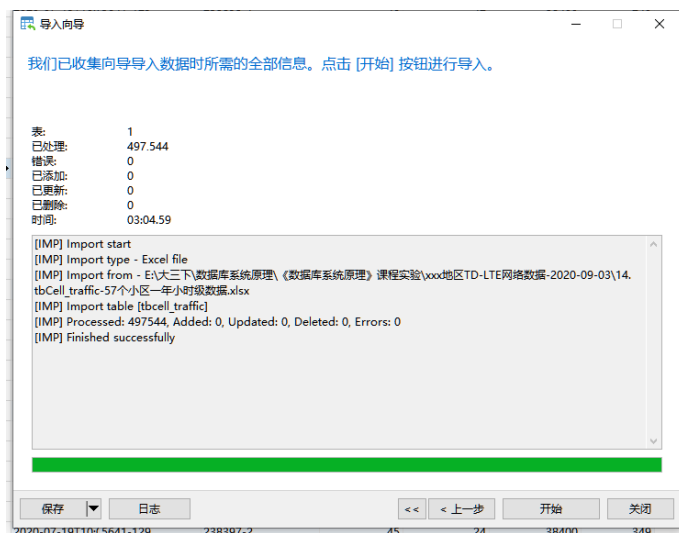 导入向导
我们已收集向导导入数据时所需的全部信息。点击 [开始] 按钮进行导入。
表: 1
已处理: 497.544
错误: 0
已添加: 0
已更新: 0
已删除: 0
时间: 03:04.59
[IMP] Import start
[IMP] Import type - Excel file
[IMP] Import from - E:\大三下\数据库系统原理\《数据库系统原理》课程实验\xxx地区TD-LTE网络数据-2020-09-03\14.
tbCell_traffic-57个小区一年小时级数据.xlsx
[IMP] Import table [tbcell_traffic]
[IMP] Processed: 497544, Added: 0, Updated: 0, Deleted: 0, Errors: 0
[IMP] Finished successfully
保存 日志 << < 上一步 开始 关闭